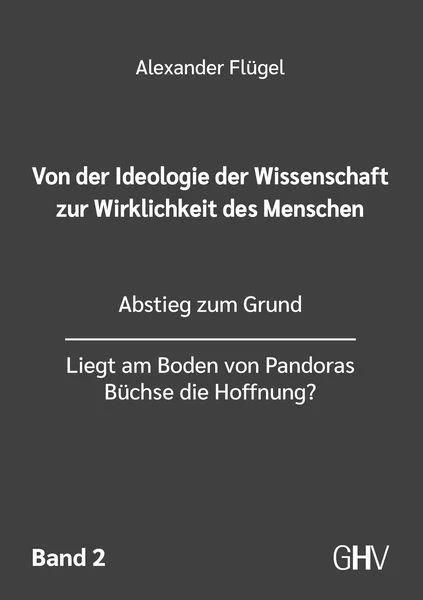 Alexander Flügel
Von der Ideologie der Wissenschaft
zur Wirklichkeit des Menschen
Abstieg zum Grund
Liegt am Boden von Pandoras
Büchse die Hoffnung?
Band 2
GHV